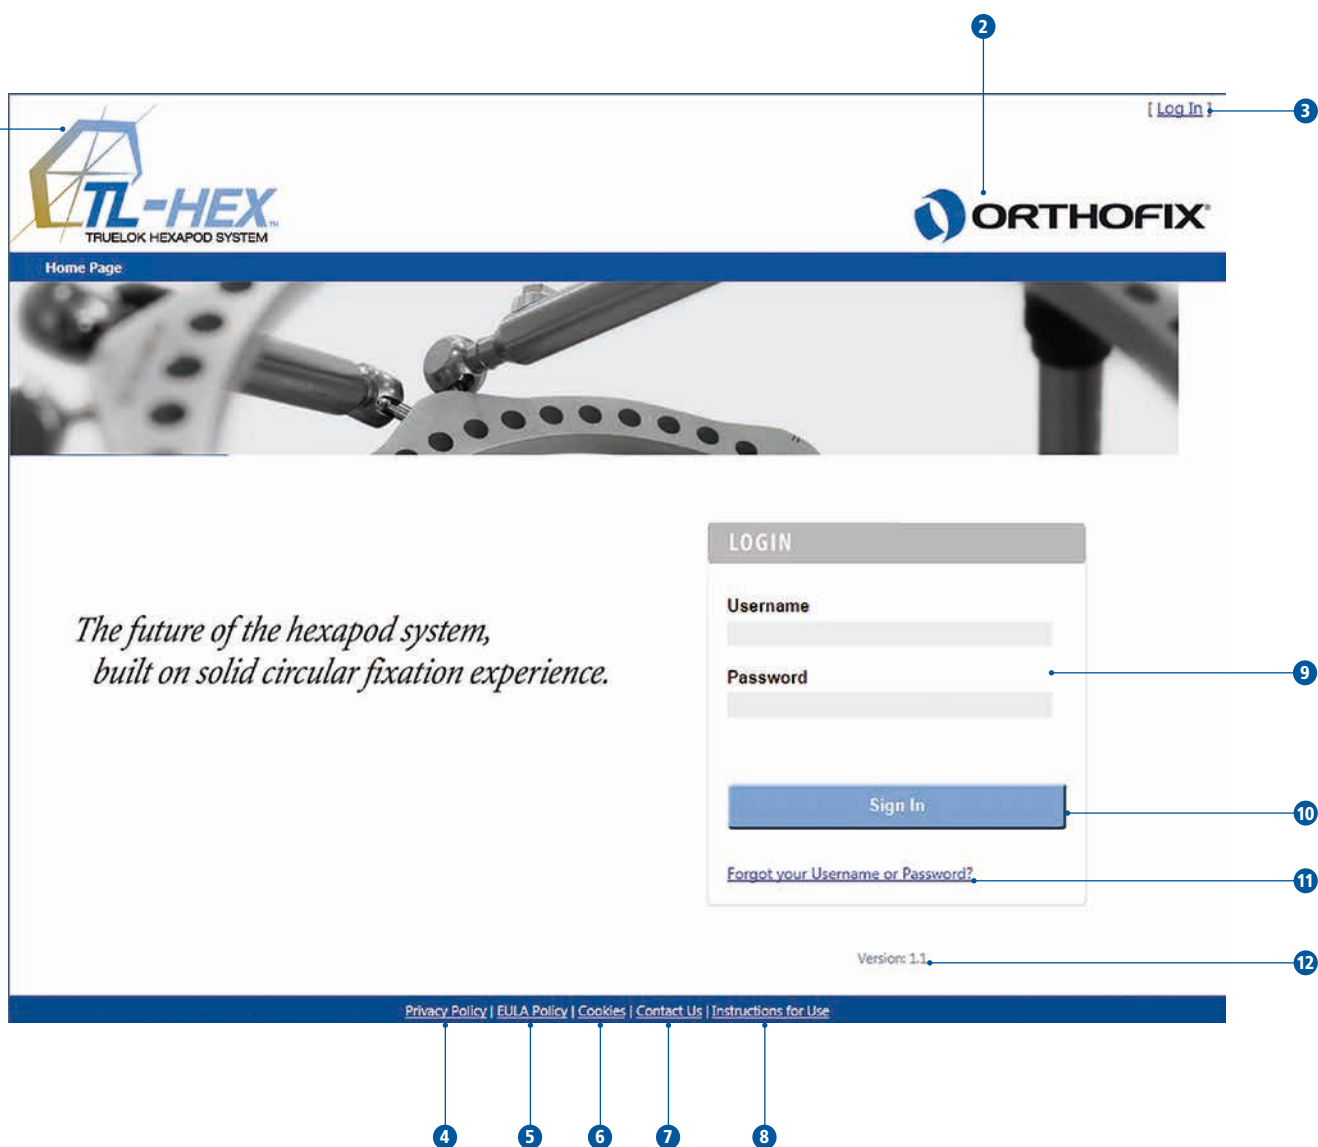 2
[ Log In ]
3
TL-HEX™
TRUELOK HEXAPOD SYSTEM
ORTHOFIX®
Home Page
LOGIN
Username
The future of the hexapod system,
built on solid circular fixation experience.
Password
9
Sign In
10
Forgot your Username or Password?
11
Version: 1.1
12
Privacy Policy | EULA Policy | Cookies | Contact Us | Instructions for Use
4 5 6 7 8